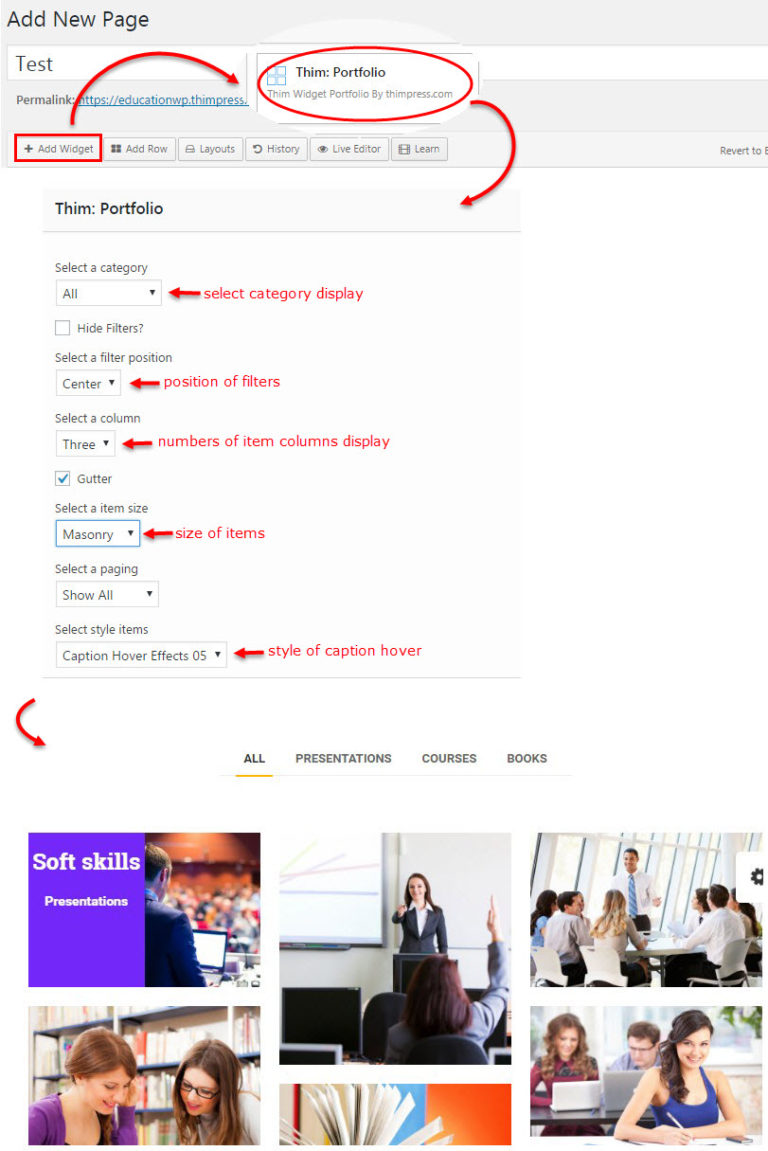 Add New Page
Test
Thim: Portfolio
Thim Widget Portfolio By thimpress.com
Permalink: https://educationwp.thimpress.
Add Widget Add Row Layouts History Live Editor Learn Revert to E
Thim: Portfolio
Select a category
All select category display
Hide Filters?
Select a filter position
Center position of filters
Select a column
Three numbers of item columns display
Gutter
Select a item size
Masonry size of items
Select a paging
Show All
Select style items
Caption Hover Effects 05 style of caption hover
ALL PRESENTATIONS COURSES BOOKS
Soft skills
Presentations